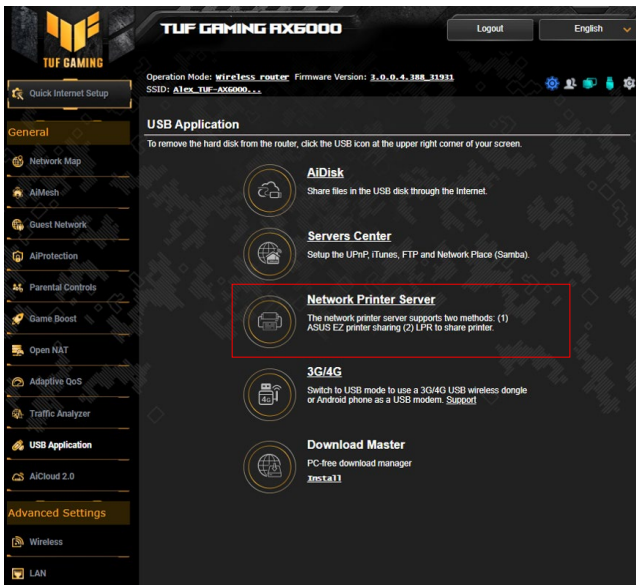 TUF GAMING
TUF GAMING AX6000
Logout
English
Operation Mode: Wireless router Firmware Version: 3.0.0.4.388_31931
SSID: Alex_TUF-AX6000...
Quick Internet Setup
General
Network Map
AiMesh
Guest Network
AiProtection
Parental Controls
Game Boost
Open NAT
Adaptive QoS
Traffic Analyzer
USB Application
AiCloud 2.0
Advanced Settings
Wireless
LAN
USB Application
To remove the hard disk from the router, click the USB icon at the upper right corner of your screen.
AiDisk
Share files in the USB disk through the Internet.
Servers Center
Setup the UPnP, iTunes, FTP and Network Place (Samba).
Network Printer Server
The network printer server supports two methods: (1)
ASUS EZ printer sharing (2) LPR to share printer.
3G/4G
4G
Switch to USB mode to use a 3G/4G USB wireless dongle
or Android phone as a USB modem. Support
Download Master
PC-free download manager
Install